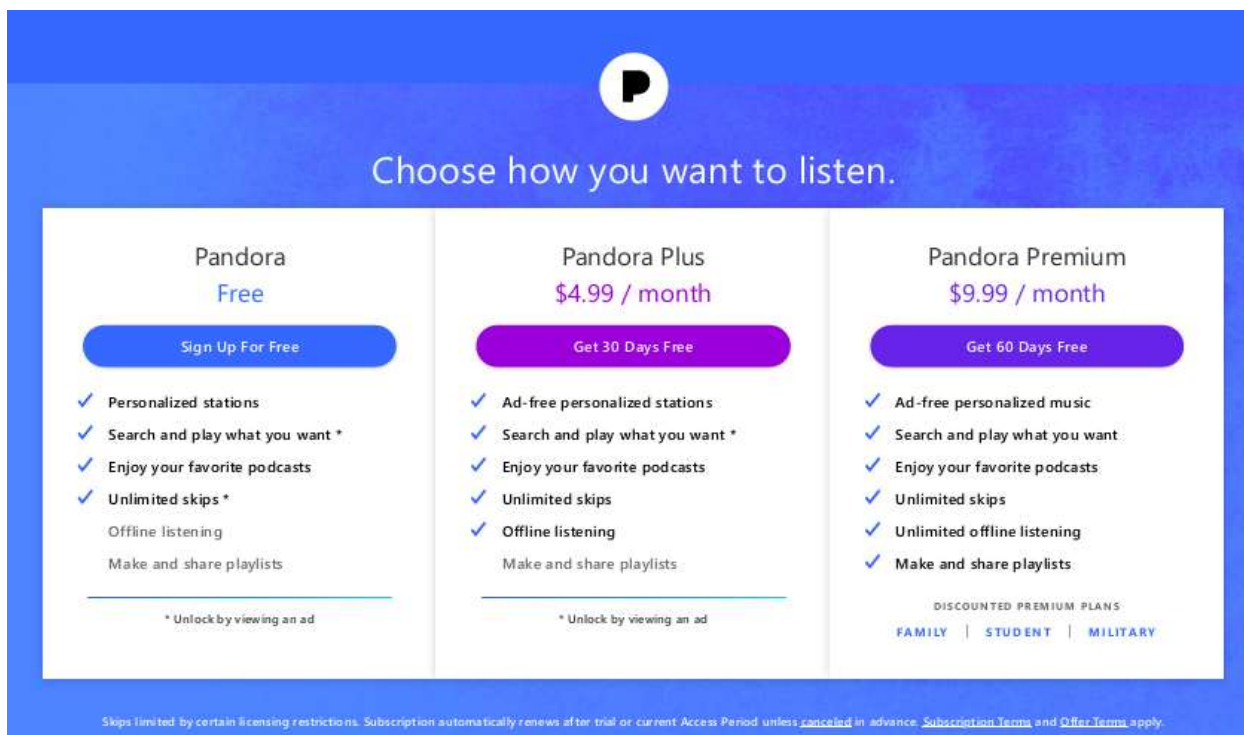 P
Choose how you want to listen.
Pandora
Free
Sign Up For Free
Personalized stations
Search and play what you want *
Enjoy your favorite podcasts
Unlimited skips *
Offline listening
Make and share playlists
* Unlock by viewing an ad
Pandora Plus
$4.99 / month
Get 30 Days Free
Ad-free personalized stations
Search and play what you want *
Enjoy your favorite podcasts
Unlimited skips
Offline listening
Make and share playlists
* Unlock by viewing an ad
Pandora Premium
$9.99 / month
Get 60 Days Free
Ad-free personalized music
Search and play what you want
Enjoy your favorite podcasts
Unlimited skips
Unlimited offline listening
Make and share playlists
DISCOUNTED PREMIUM PLANS
FAMILY | STUDENT | MILITARY
Skips limited by certain licensing restrictions. Subscription automatically renews after trial or current Access Period unless canceled in advance. Subscription Terms and Offer Terms apply.